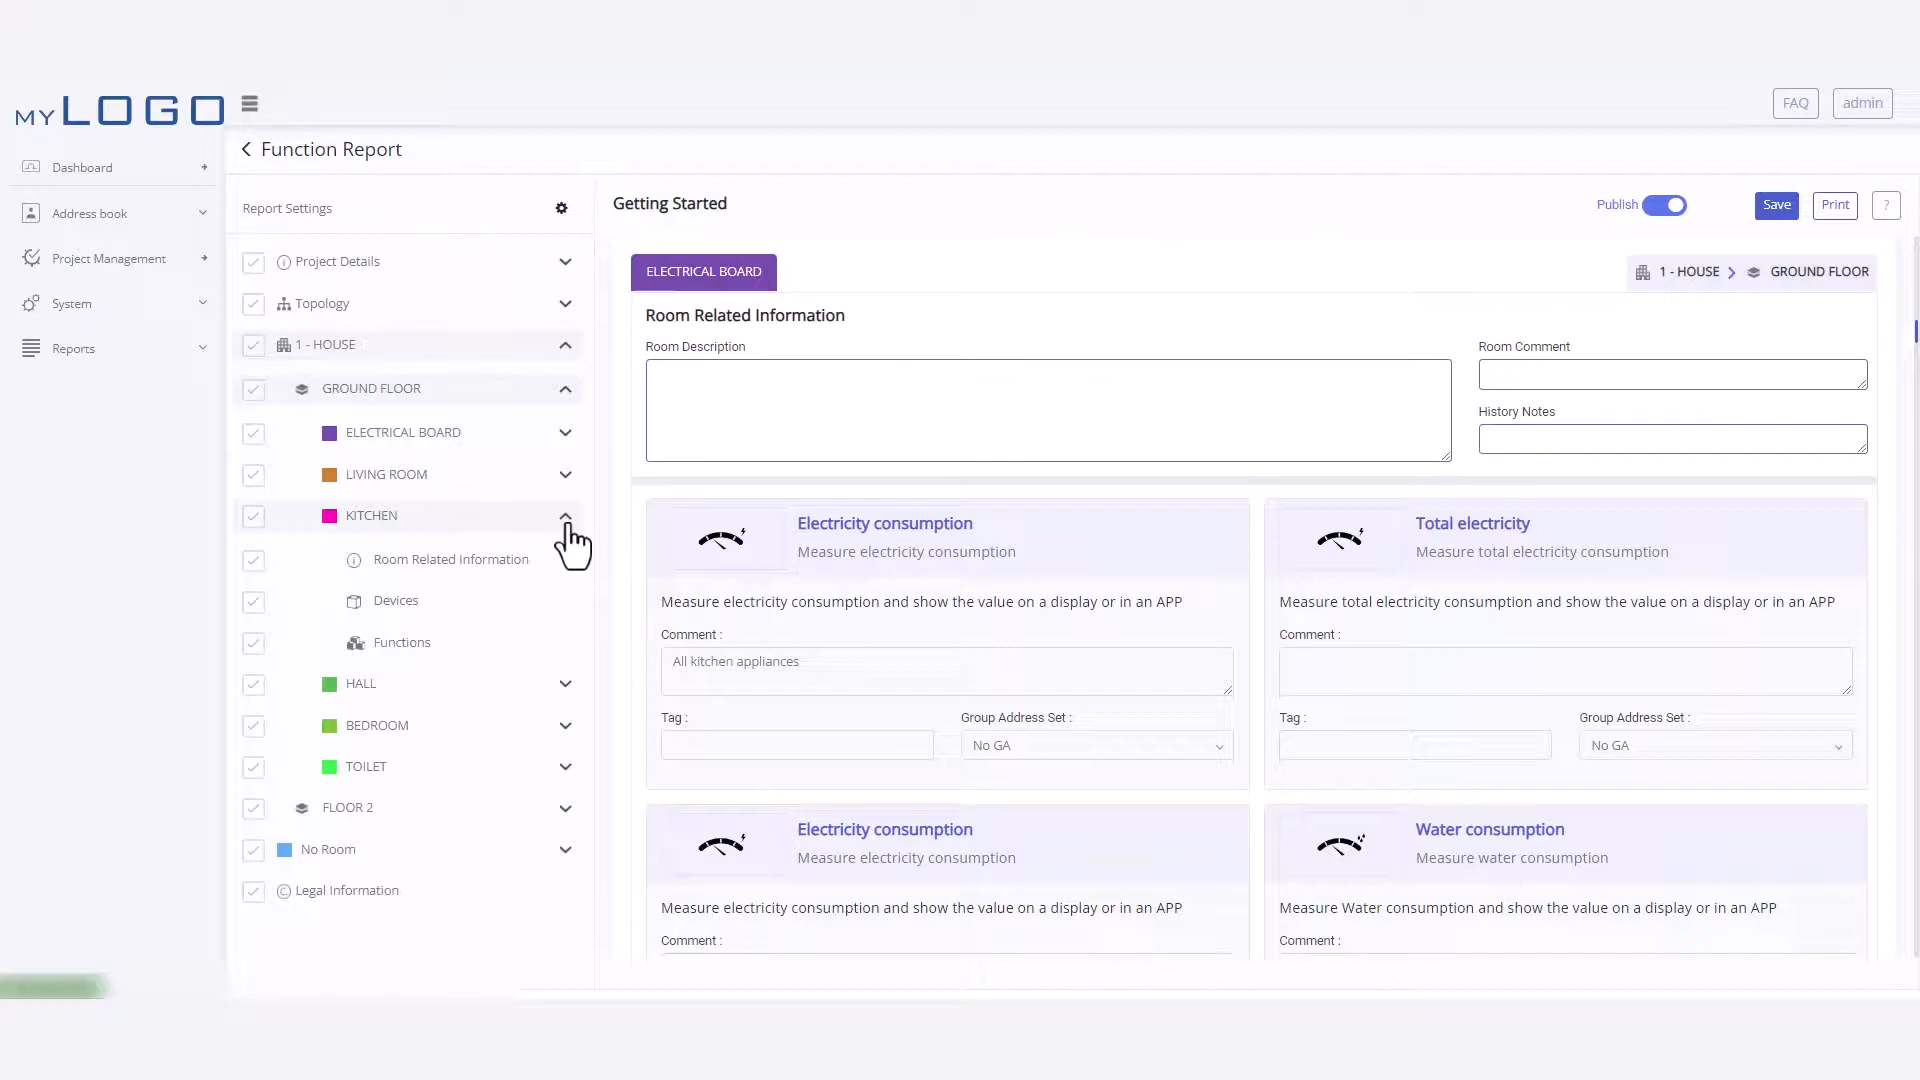 MY LOGO
FAQ
admin
Function Report
Dashboard
Address book
Project Management
System
Reports
Report Settings
Project Details
Topology
1 - HOUSE
GROUND FLOOR
ELECTRICAL BOARD
LIVING ROOM
KITCHEN
Room Related Information
Devices
Functions
HALL
BEDROOM
TOILET
FLOOR 2
No Room
Legal Information
Getting Started
Publish
Save
Print
?
ELECTRICAL BOARD
1 - HOUSE
GROUND FLOOR
Room Related Information
Room Description
Room Comment
History Notes
Electricity consumption
Measure electricity consumption
Measure electricity consumption and show the value on a display or in an APP
Comment :
All kitchen appliances
Tag :
Group Address Set :
No GA
Total electricity
Measure total electricity consumption
Measure total electricity consumption and show the value on a display or in an APP
Comment :
Tag :
Group Address Set :
No GA
Electricity consumption
Measure electricity consumption
Measure electricity consumption and show the value on a display or in an APP
Comment :
Water consumption
Measure water consumption
Measure Water consumption and show the value on a display or in an APP
Comment :